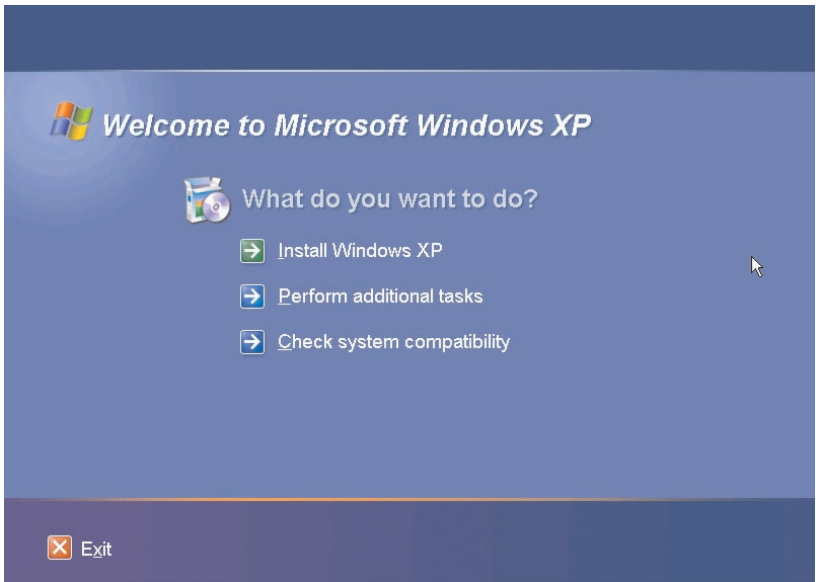 Welcome to Microsoft Windows XP
What do you want to do?
Install Windows XP
Perform additional tasks
Check system compatibility
Exit